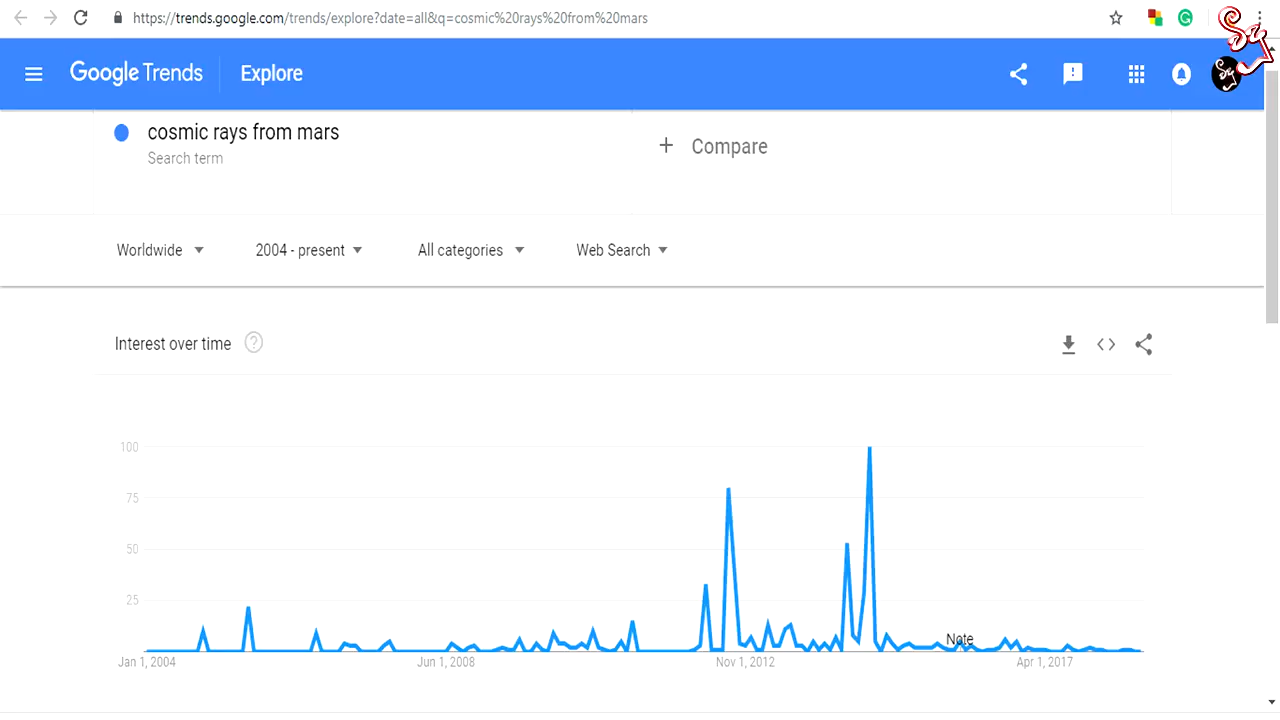 https://trends.google.com/trends/explore?date=all&q=cosmic%20rays%20from%20mars
Sy
Google Trends Explore
Sy
cosmic rays from mars
Search term
+ Compare
Worldwide 2004 - present All categories Web Search
Interest over time ?
100
75
50
25
Note
Jan 1, 2004 Jun 1, 2008 Nov 1, 2012 Apr 1, 2017